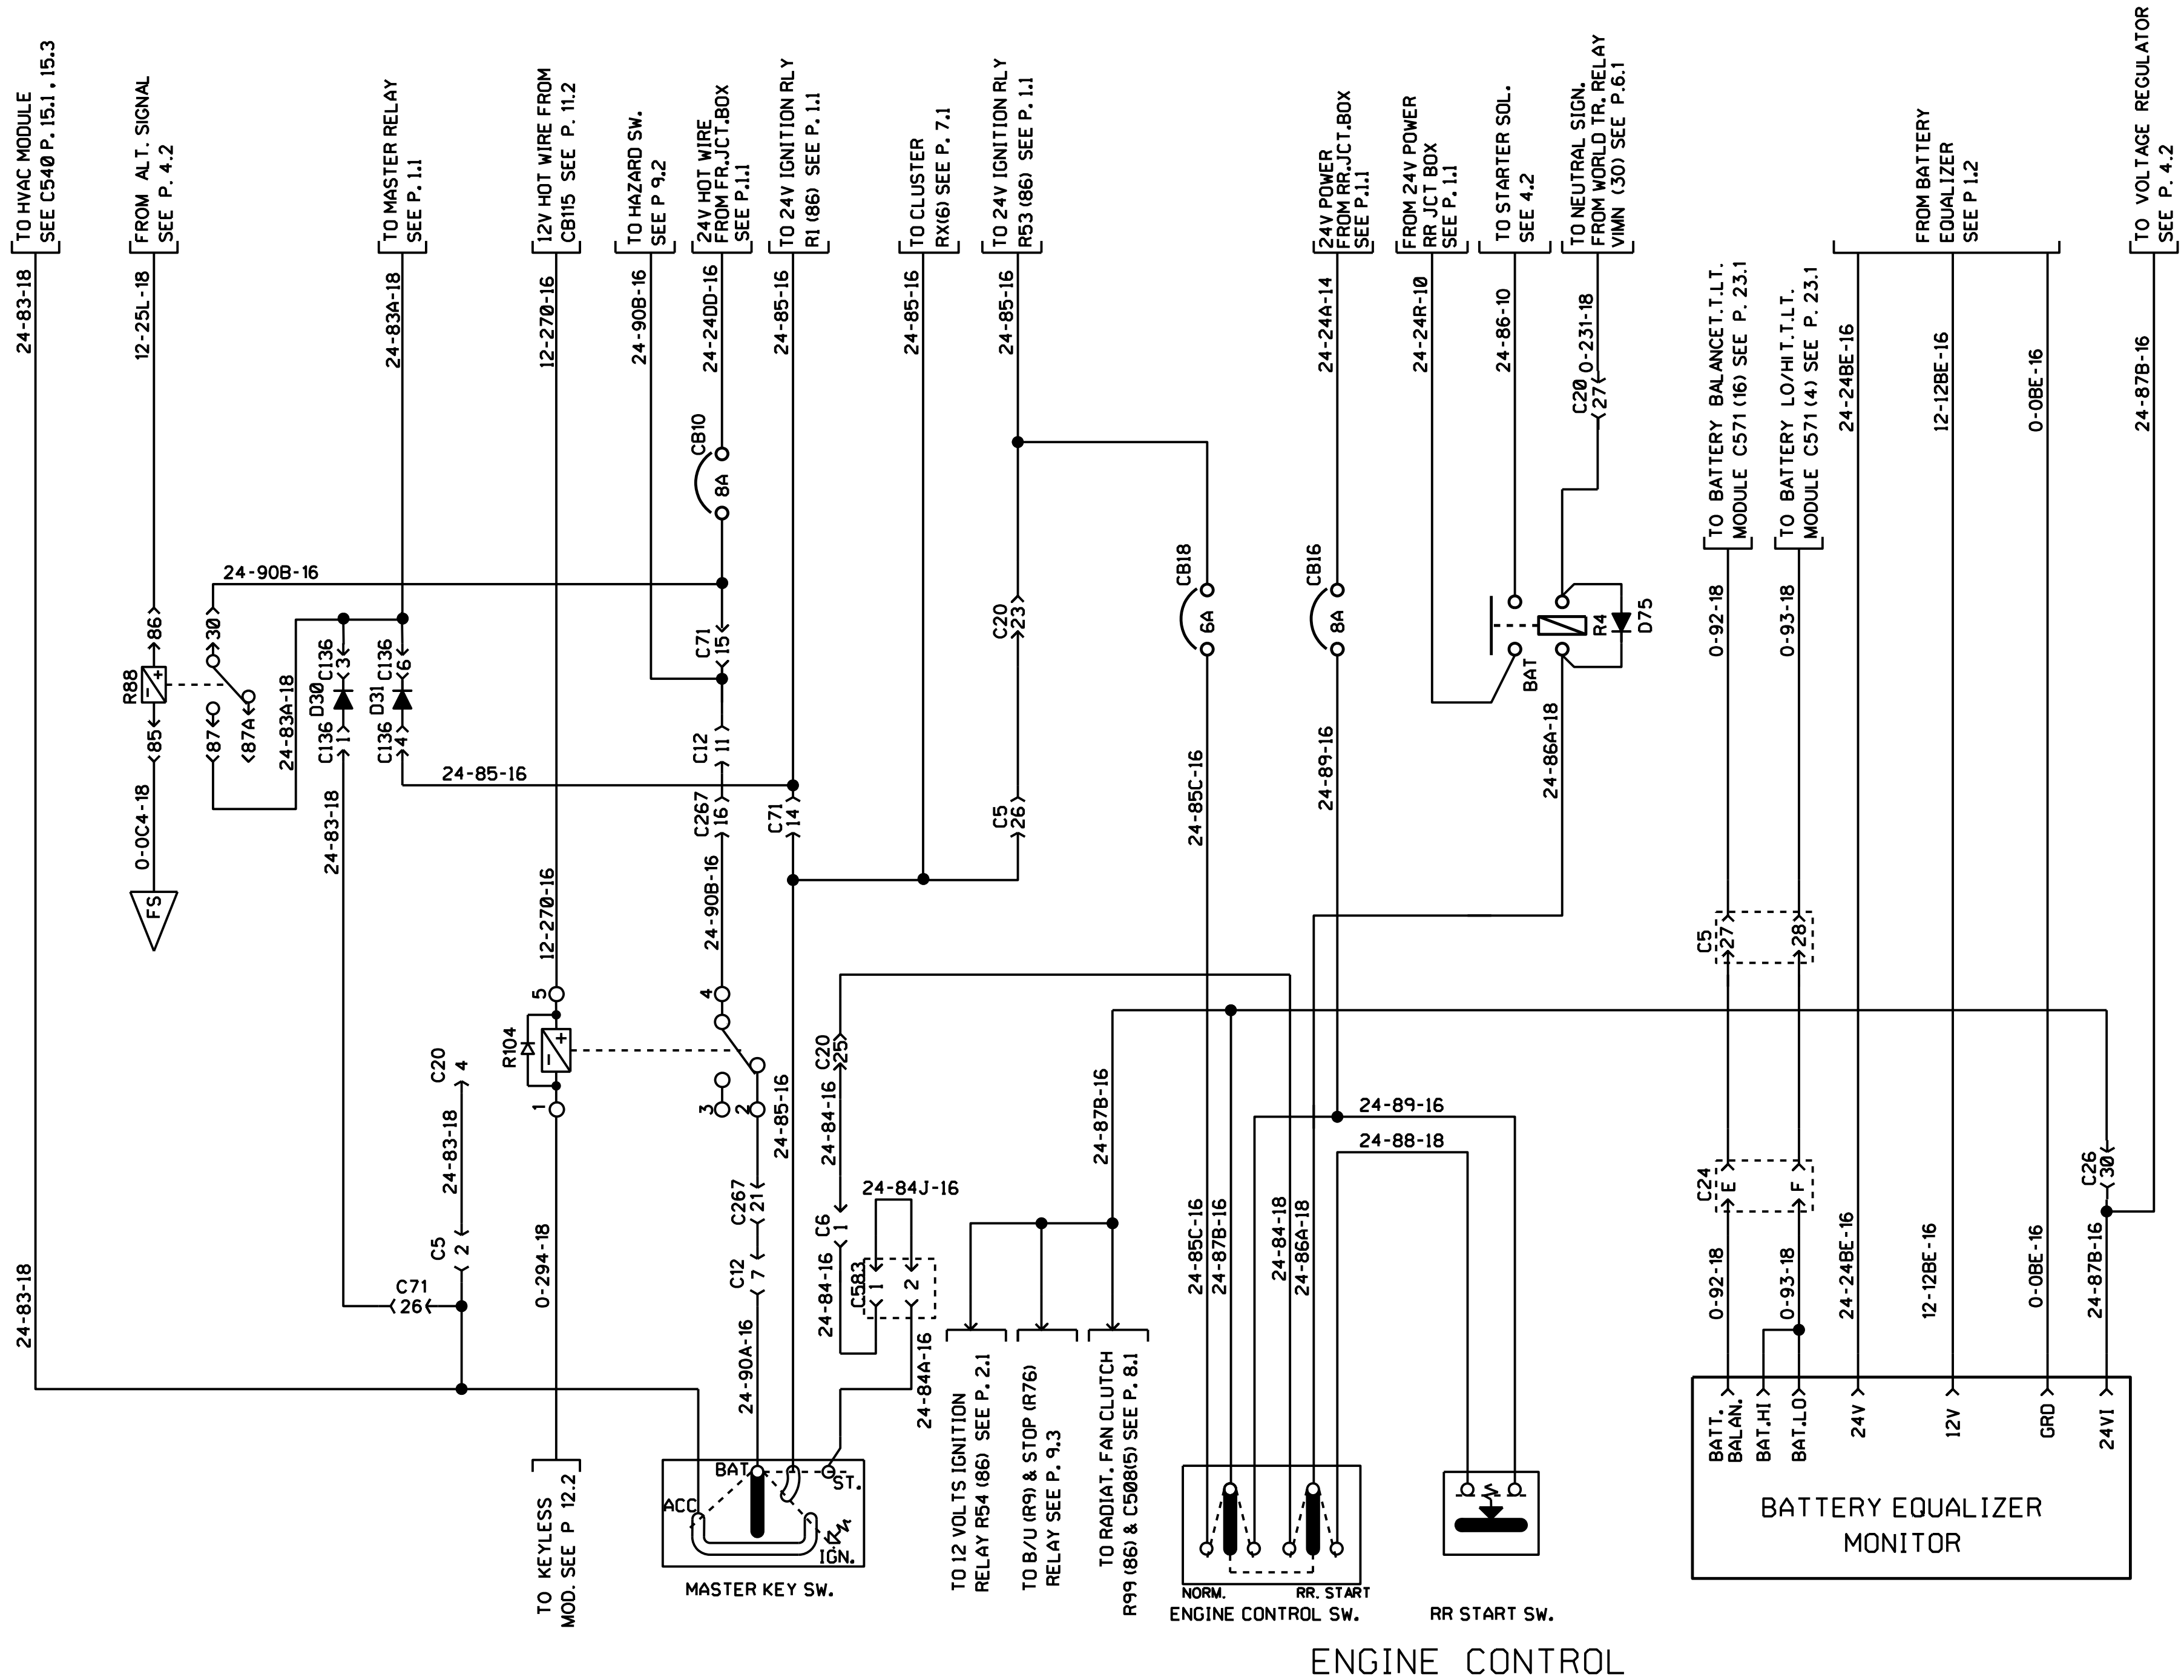 TO HVAC MODULE
SEE C540 P. 15.1 , 15.3
FROM ALT. SIGNAL
SEE P. 4.2
TO MASTER RELAY
SEE P. 1.1
12V HOT WIRE FROM
CB115 SEE P. 11.2
TO HAZARD SW.
SEE P 9.2
24V HOT WIRE
FROM FR.JCT.BOX
SEE P.1.1
TO 24V IGNITION RLY
R1 (86) SEE P. 1.1
TO CLUSTER
RX(6) SEE P. 7.1
TO 24V IGNITION RLY
R53 (86) SEE P. 1.1
24V POWER
FROM RR.JCT.BOX
SEE P.1.1
FROM 24V POWER
RR JCT BOX
SEE P. 1.1
TO STARTER SOL.
SEE 4.2
TO NEUTRAL SIGN.
FROM WORLD TR. RELAY
VIMN (30) SEE P.6.1
FROM BATTERY
EQUALIZER
SEE P 1.2
TO VOLTAGE REGULATOR
SEE P. 4.2
24-83-18
12-25L-18
24-83A-18
12-270-16
24-90B-16
24-24DD-16
24-85-16
24-85-16
24-85-16
24-24A-14
24-24R-10
24-86-10
0-231-18
C20
27
TO BATTERY BALANCET.T.LT.
MODULE C571 (16) SEE P. 23.1
TO BATTERY LO/HI T.T.LT.
MODULE C571 (4) SEE P. 23.1
24-24BE-16
12-12BE-16
0-0BE-16
24-87B-16
CB10
8A
24-90B-16
86
R88
85
30
87
87A
24-83A-18
D30
C136
3
C136
1
D31
C136
6
C136
4
C71
15
C12
11
24-85-16
C267
16
C71
14
C20
23
C5
26
CB18
6A
CB16
8A
BAT
R4
D75
0-92-18
0-93-18
0-0C4-18
FS
24-83-18
12-270-16
24-90B-16
24-85C-16
24-89-16
24-86A-18
C5
27
28
R104
5
1
4
3
2
C20
4
24-83-18
C5
2
C71
26
24-83-18
0-294-18
C267
21
C12
7
24-90A-16
24-85-16
C20
25
24-84-16
C6
1
24-84-16
24-84J-16
C583
1
2
24-84A-16
24-87B-16
24-89-16
24-88-18
24-85C-16
24-87B-16
24-84-18
24-86A-18
C24
E
F
0-92-18
0-93-18
24-24BE-16
12-12BE-16
0-0BE-16
C26
30
24-87B-16
TO KEYLESS
MOD. SEE P 12.2
ACC
BAT.
ST.
IGN.
MASTER KEY SW.
TO 12 VOLTS IGNITION
RELAY R54 (86) SEE P. 2.1
TO B/U (R9) & STOP (R76)
RELAY SEE P. 9.3
TO RADIAT. FAN CLUTCH
R99 (86) & C508(5) SEE P. 8.1
NORM.
RR. START
ENGINE CONTROL SW.
RR START SW.
BATT.
BALAN.
BAT.HI
BAT.LO
24V
12V
GRD
24VI
BATTERY EQUALIZER
MONITOR
ENGINE CONTROL